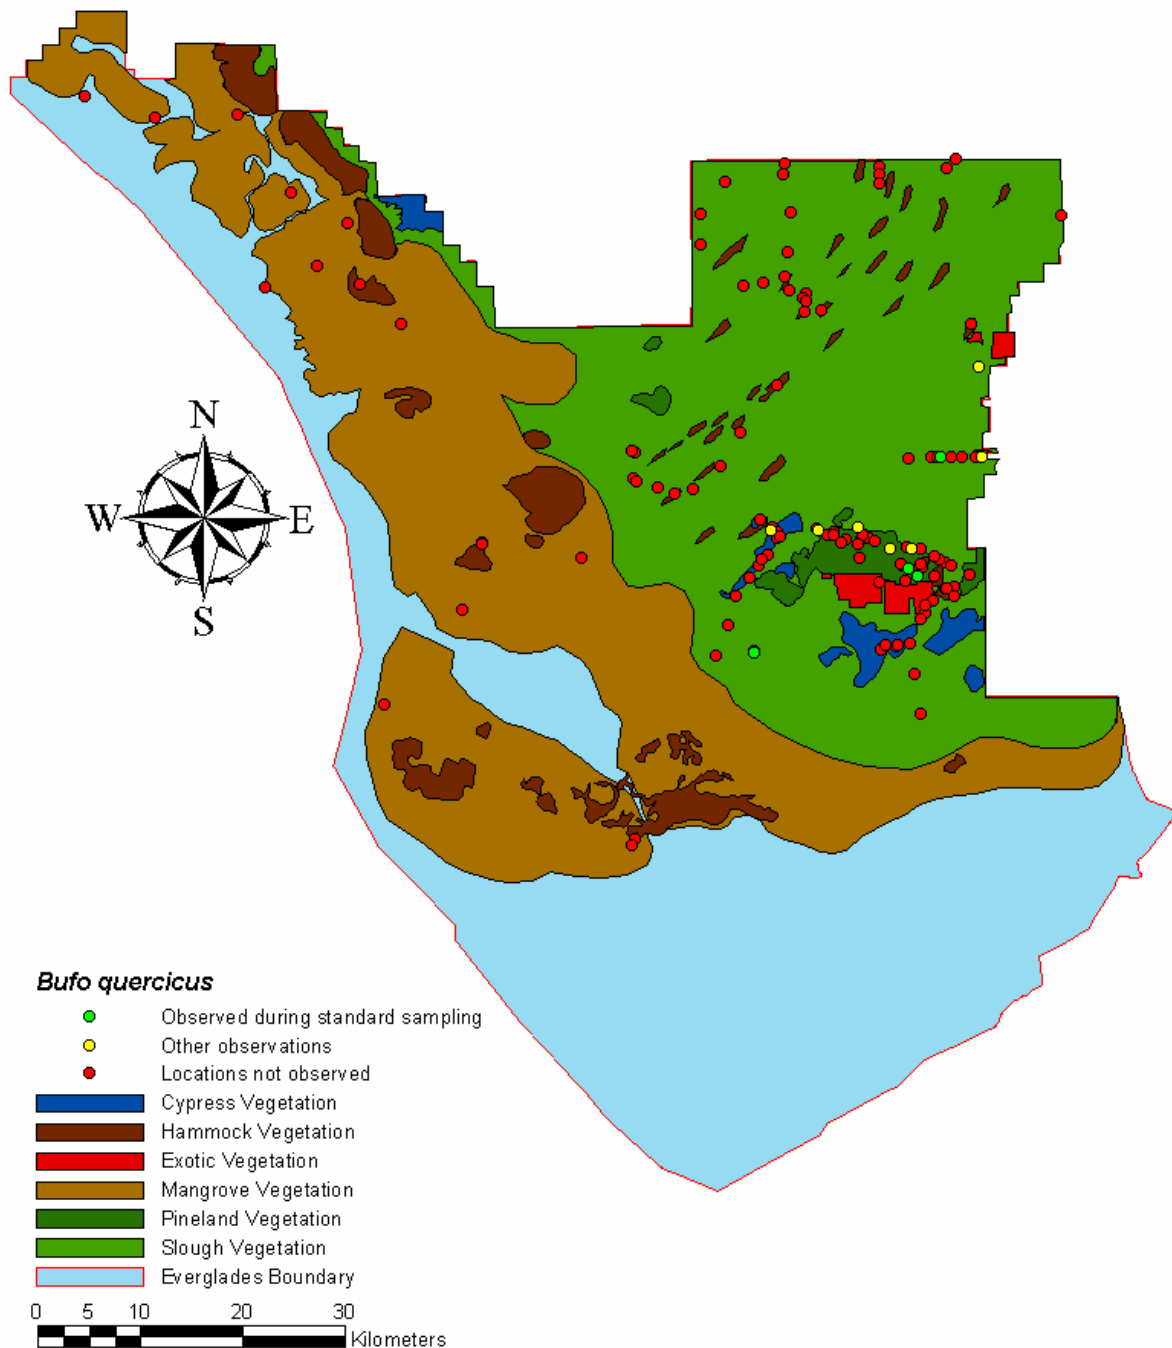 N
W
E
S
Bufo quercicus
Observed during standard sampling
Other observations
Locations not observed
Cypress Vegetation
Hammock Vegetation
Exotic Vegetation
Mangrove Vegetation
Pineland Vegetation
Slough Vegetation
Everglades Boundary
0 5 10 20 30
Kilometers